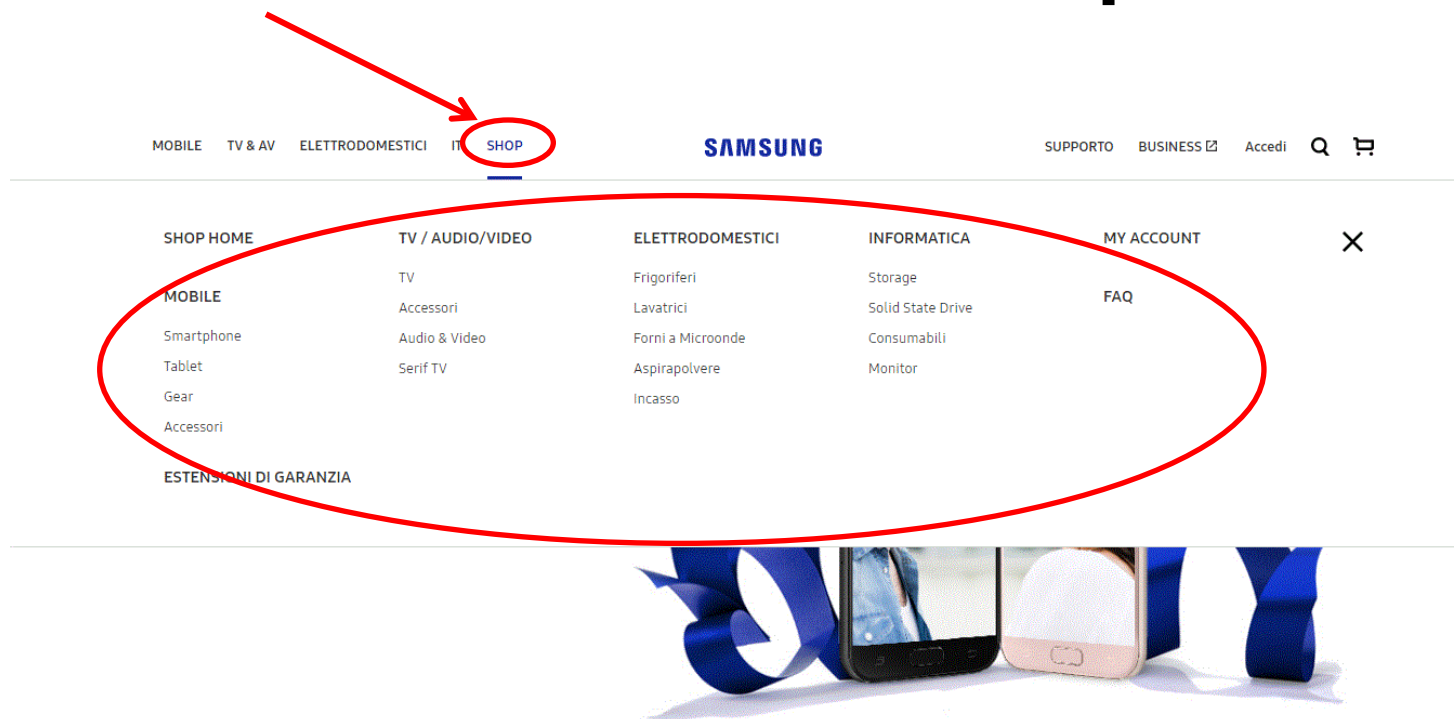 MOBILE TV & AV ELETTRODOMESTICI IT SHOP SAMSUNG SUPPORTO BUSINESS Accedi
SHOP HOME
MOBILE
Smartphone
Tablet
Gear
Accessori
ESTENSIONI DI GARANZIA
TV / AUDIO/VIDEO
TV
Accessori
Audio & Video
Serif TV
ELETTRODOMESTICI
Frigoriferi
Lavatrici
Forni a Microonde
Aspirapolvere
Incasso
INFORMATICA
Storage
Solid State Drive
Consumabili
Monitor
MY ACCOUNT
FAQ